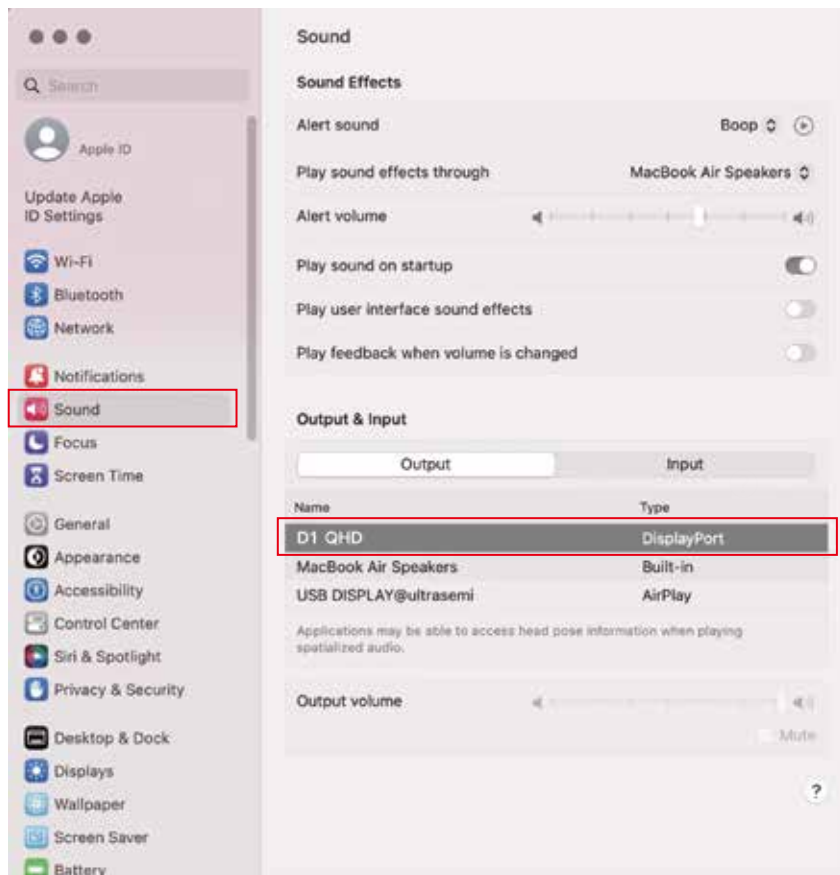 Search
Apple ID
Update Apple
ID Settings
Wi-Fi
Bluetooth
Network
Notifications
Sound
Focus
Screen Time
General
Appearance
Accessibility
Control Center
Siri & Spotlight
Privacy & Security
Desktop & Dock
Displays
Wallpaper
Screen Saver
Battery
Sound
Sound Effects
Alert sound Boop
Play sound effects through MacBook Air Speakers
Alert volume
Play sound on startup
Play user interface sound effects
Play feedback when volume is changed
Output & Input
Output Input
Name Type
D1 QHD DisplayPort
MacBook Air Speakers Built-in
USB DISPLAY@ultrasemi AirPlay
Applications may be able to access head pose information when playing
spatialized audio.
Output volume
Mute
?